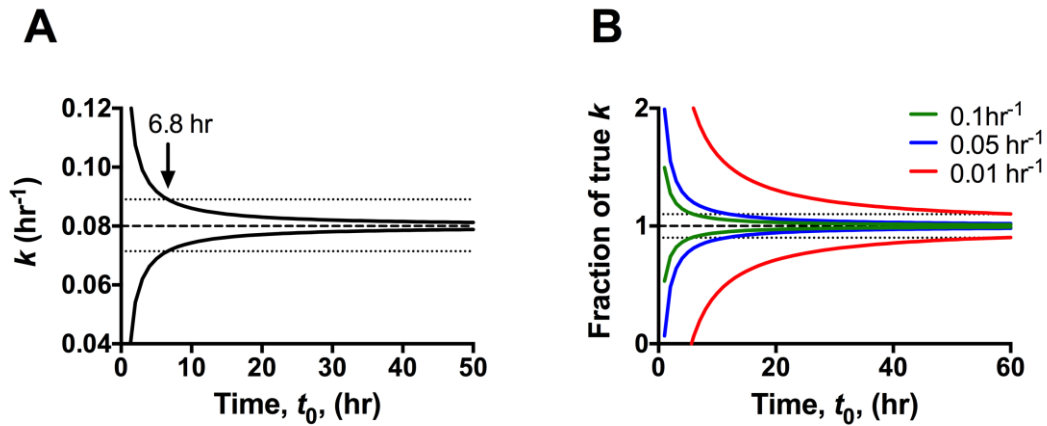 A
k (hr⁻¹)
0.12
0.10
0.08
0.06
0.04
6.8 hr
0 10 20 30 40 50
Time, t₀, (hr)
B
Fraction of true k
2
1
0
0.1hr⁻¹
0.05 hr⁻¹
0.01 hr⁻¹
0 20 40 60
Time, t₀, (hr)